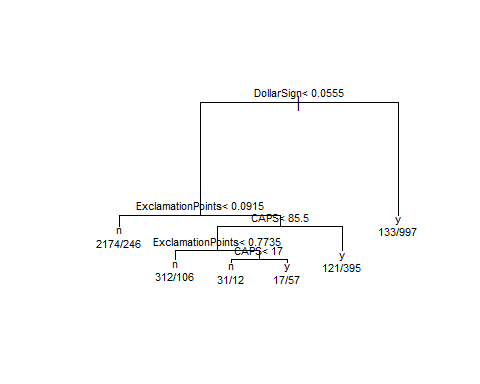 DollarSign< 0.0555
ExclamationPoints< 0.0915
n
2174/246
CAPS< 85.5
y
133/997
ExclamationPoints< 0.7735
n
312/106
CAPS< 17
n
31/12
y
17/57
y
121/395